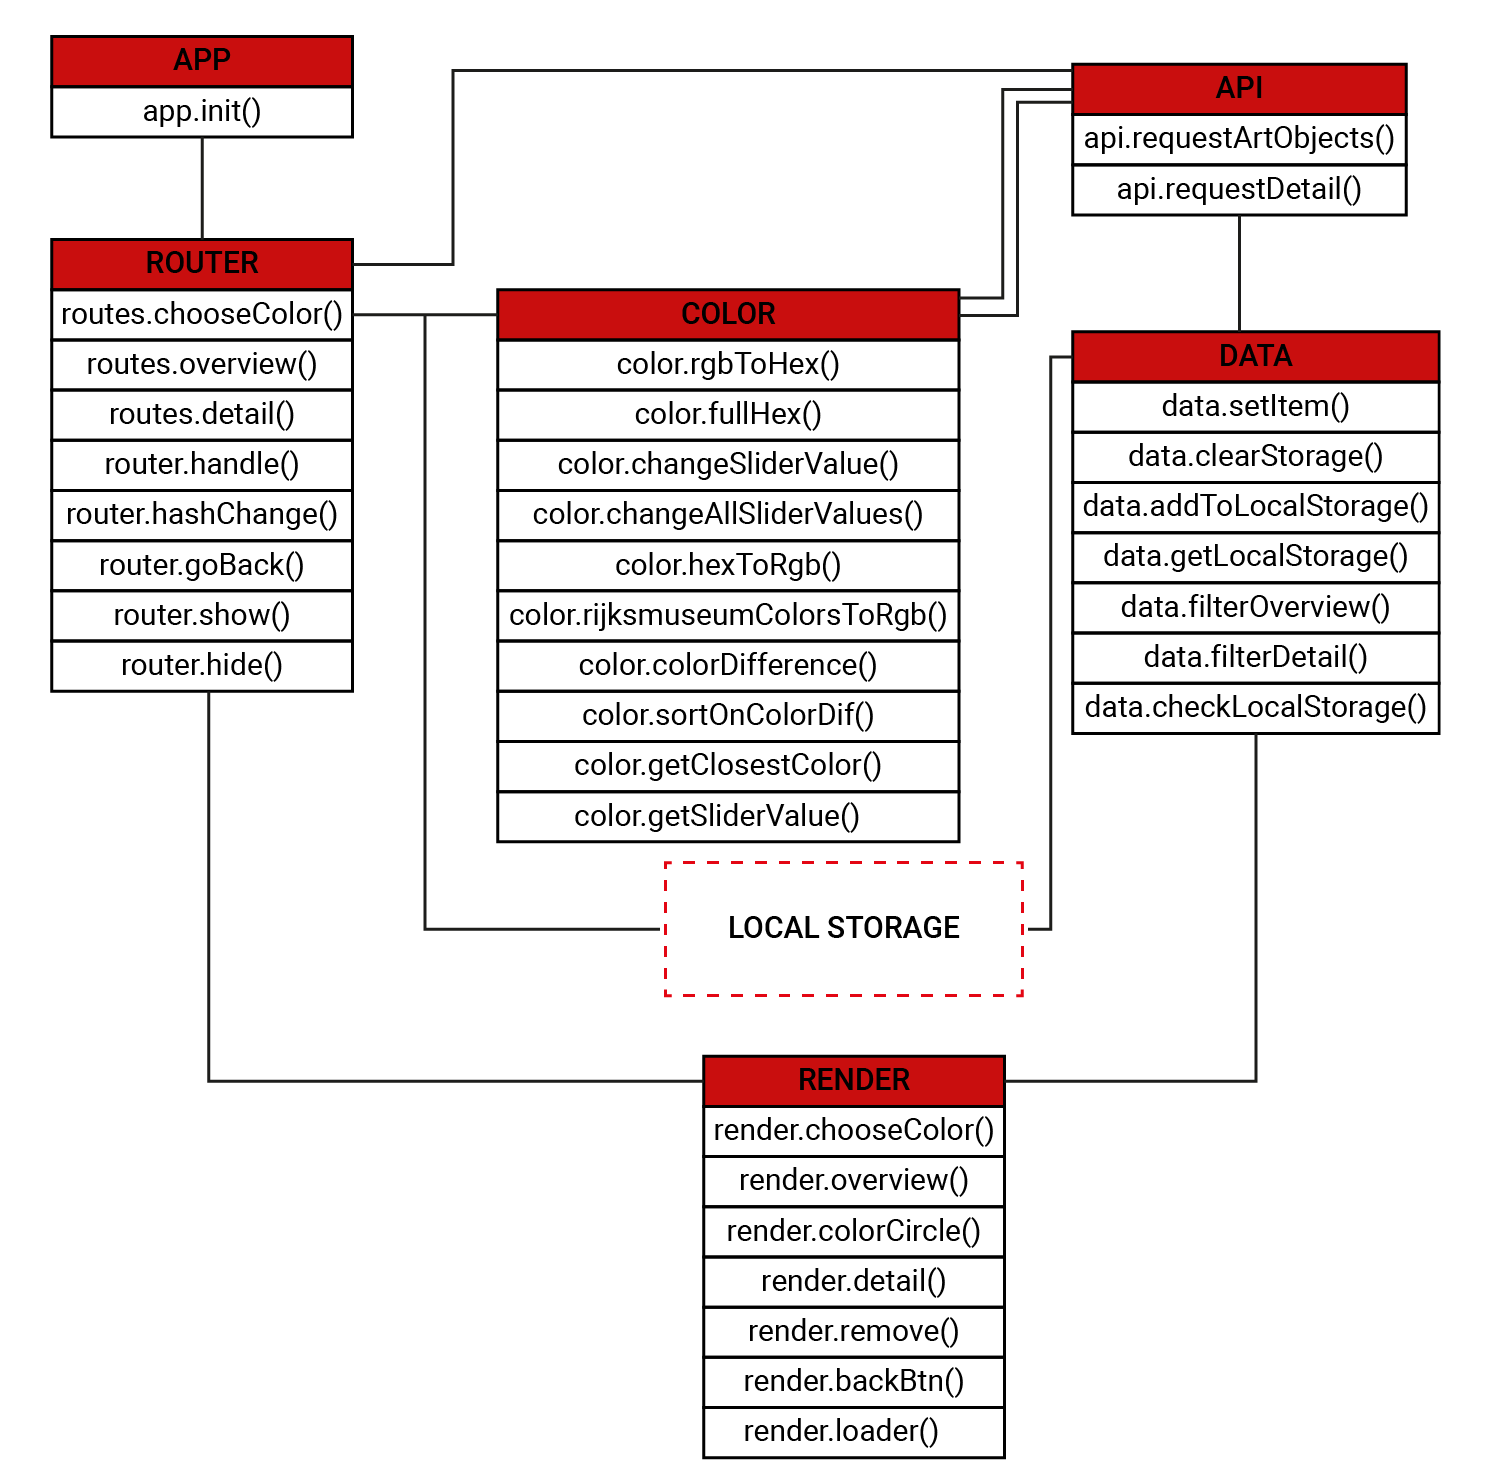 APP
app.init()
ROUTER
routes.chooseColor()
routes.overview()
routes.detail()
router.handle()
router.hashChange()
router.goBack()
router.show()
router.hide()
COLOR
color.rgbToHex()
color.fullHex()
color.changeSliderValue()
color.changeAllSliderValues()
color.hexToRgb()
color.rijksmuseumColorsToRgb()
color.colorDifference()
color.sortOnColorDif()
color.getClosestColor()
color.getSliderValue()
API
api.requestArtObjects()
api.requestDetail()
DATA
data.setItem()
data.clearStorage()
data.addToLocalStorage()
data.getLocalStorage()
data.filterOverview()
data.filterDetail()
data.checkLocalStorage()
LOCAL STORAGE
RENDER
render.chooseColor()
render.overview()
render.colorCircle()
render.detail()
render.remove()
render.backBtn()
render.loader()